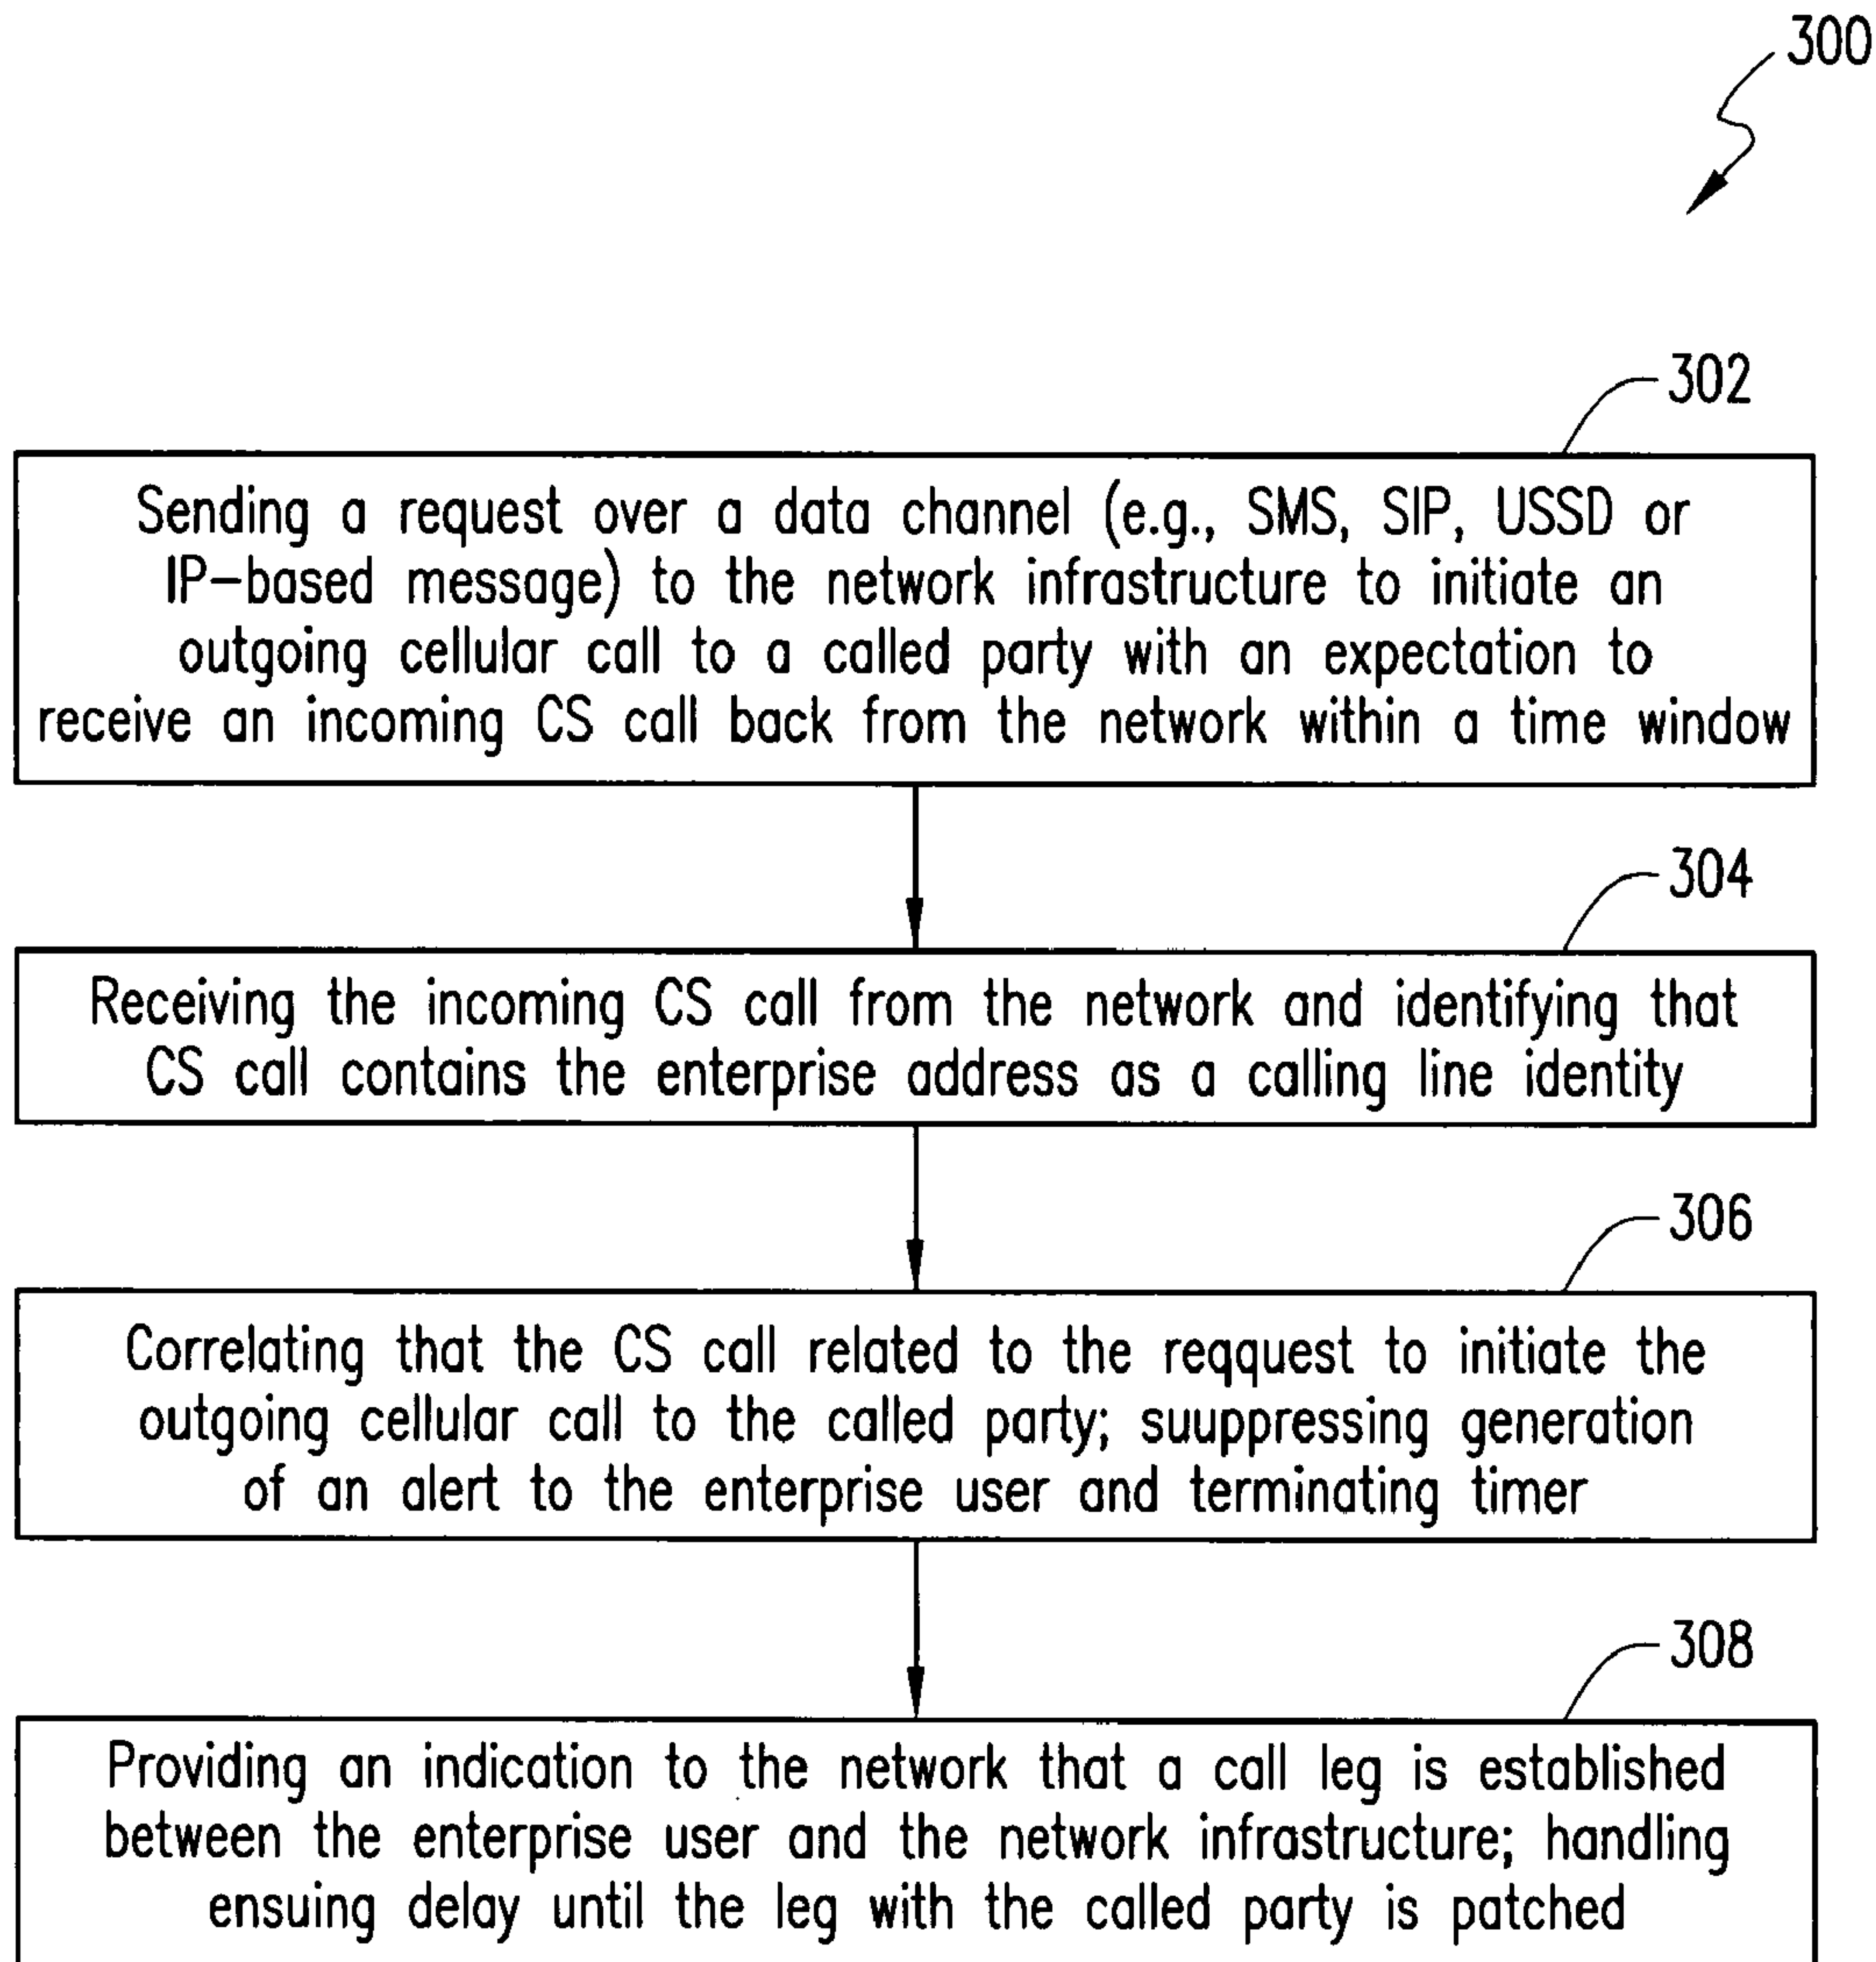 300
302
Sending a request over a data channel (e.g., SMS, SIP, USSD or
IP-based message) to the network infrastructure to initiate an
outgoing cellular call to a called party with an expectation to
receive an incoming CS call back from the network within a time window
304
Receiving the incoming CS call from the network and identifying that
CS call contains the enterprise address as a calling line identity
306
Correlating that the CS call related to the reqquest to initiate the
outgoing cellular call to the called party; suuppressing generation
of an alert to the enterprise user and terminating timer
308
Providing an indication to the network that a call leg is established
between the enterprise user and the network infrastructure; handling
ensuing delay until the leg with the called party is patched